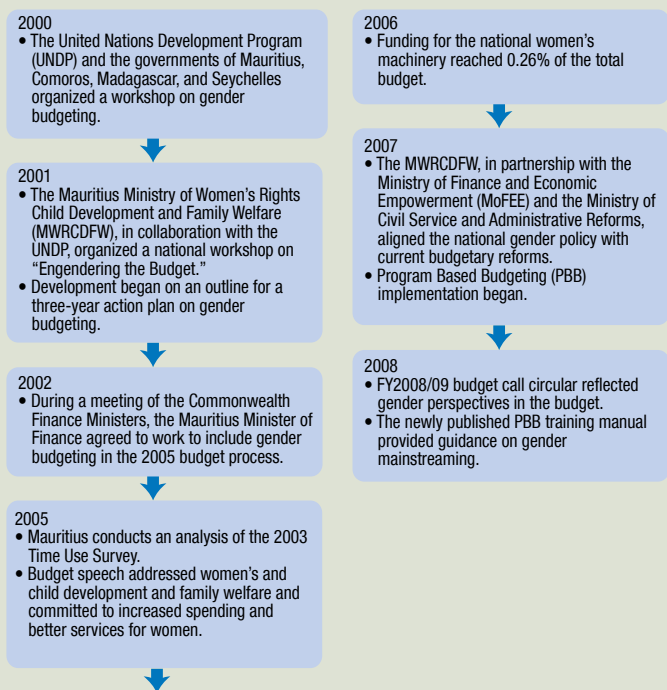 2000
• The United Nations Development Program
(UNDP) and the governments of Mauritius,
Comoros, Madagascar, and Seychelles
organized a workshop on gender
budgeting.
2001
• The Mauritius Ministry of Women's Rights
Child Development and Family Welfare
(MWRCDFW), in collaboration with the
UNDP, organized a national workshop on
"Engendering the Budget."
• Development began on an outline for a
three-year action plan on gender
budgeting.
2002
• During a meeting of the Commonwealth
Finance Ministers, the Mauritius Minister of
Finance agreed to work to include gender
budgeting in the 2005 budget process.
2005
• Mauritius conducts an analysis of the 2003
Time Use Survey.
• Budget speech addressed women's and
child development and family welfare and
committed to increased spending and
better services for women.
2006
• Funding for the national women's
machinery reached 0.26% of the total
budget.
2007
• The MWRCDFW, in partnership with the
Ministry of Finance and Economic
Empowerment (MoFEE) and the Ministry of
Civil Service and Administrative Reforms,
aligned the national gender policy with
current budgetary reforms.
• Program Based Budgeting (PBB)
implementation began.
2008
• FY2008/09 budget call circular reflected
gender perspectives in the budget.
• The newly published PBB training manual
provided guidance on gender
mainstreaming.